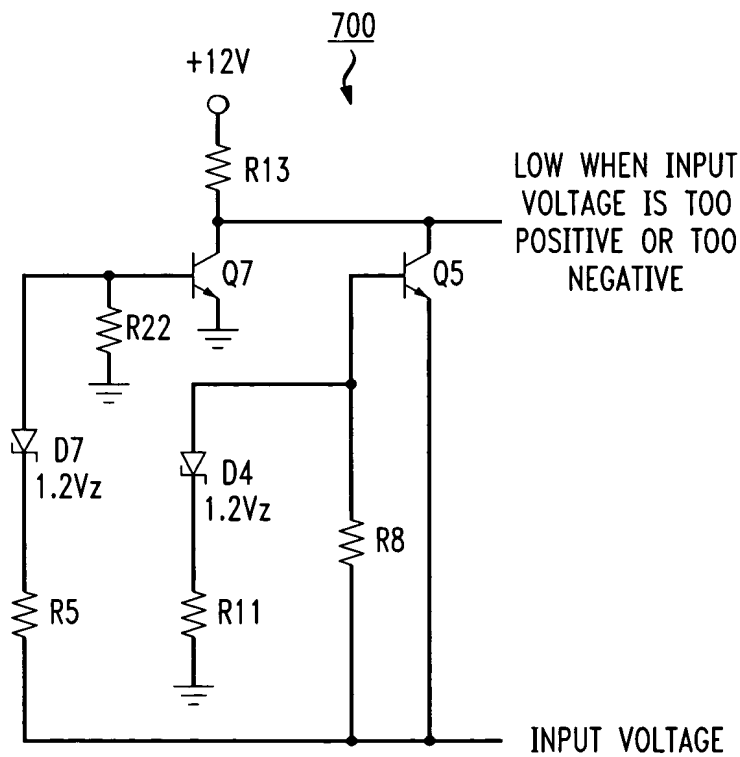 700
+12V
R13
LOW WHEN INPUT
VOLTAGE IS TOO
POSITIVE OR TOO
NEGATIVE
Q7
Q5
R22
D7
1.2Vz
D4
1.2Vz
R8
R5
R11
INPUT VOLTAGE